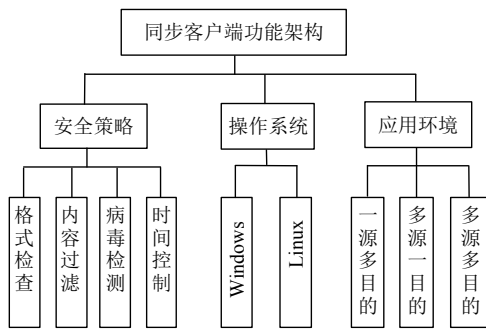 同步客户端功能架构
安全策略
操作系统
应用环境
格式检查
内容过滤
病毒检测
时间控制
Windows
Linux
一源多目的
多源一目的
多源多目的